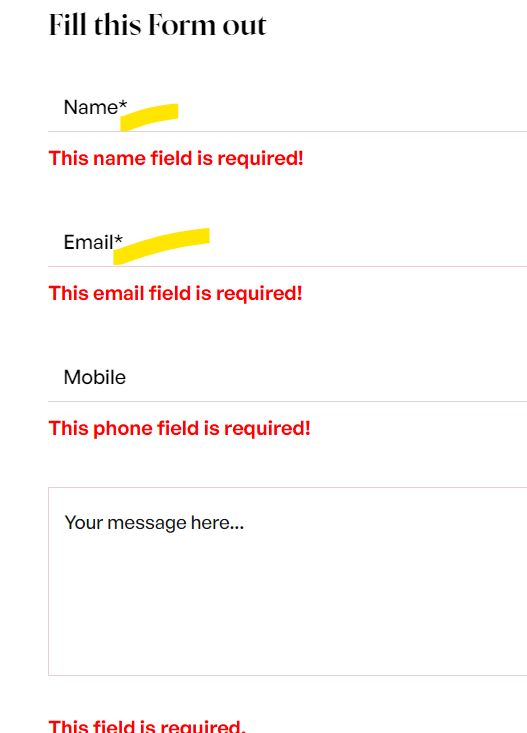 Fill this Form out
Name*
This name field is required!
Email*
This email field is required!
Mobile
This phone field is required!
Your message here...
This field is required.